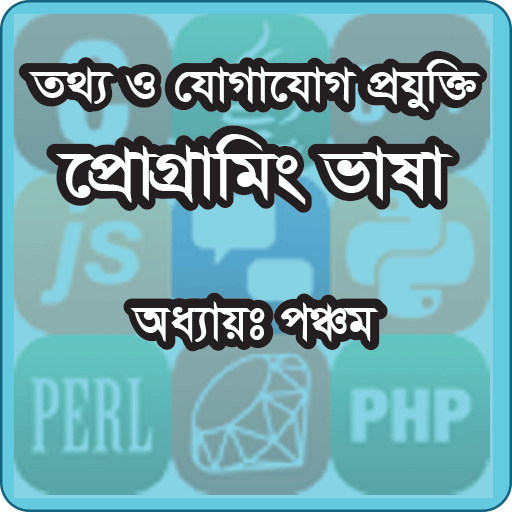 তথ্য ও যোগাযোগ প্রযুক্তি
প্রোগ্রামিং ভাষা
js
অধ্যায়ঃ পঞ্চম
PERL
PHP